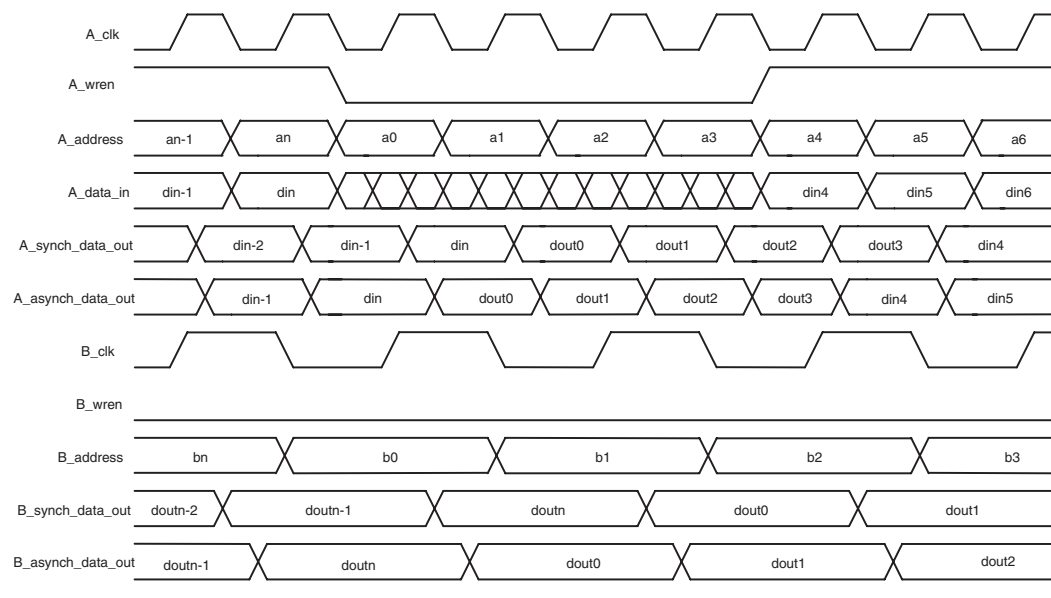 A_clk
A_wren
A_address an-1 an a0 a1 a2 a3 a4 a5 a6
A_data_in din-1 din din4 din5 din6
A_synch_data_out din-2 din-1 din dout0 dout1 dout2 dout3 din4
A_asynch_data_out din-1 din dout0 dout1 dout2 dout3 din4 din5
B_clk
B_wren
B_address bn b0 b1 b2 b3
B_synch_data_out doutn-2 doutn-1 doutn dout0 dout1
B_asynch_data_out doutn-1 doutn dout0 dout1 dout2